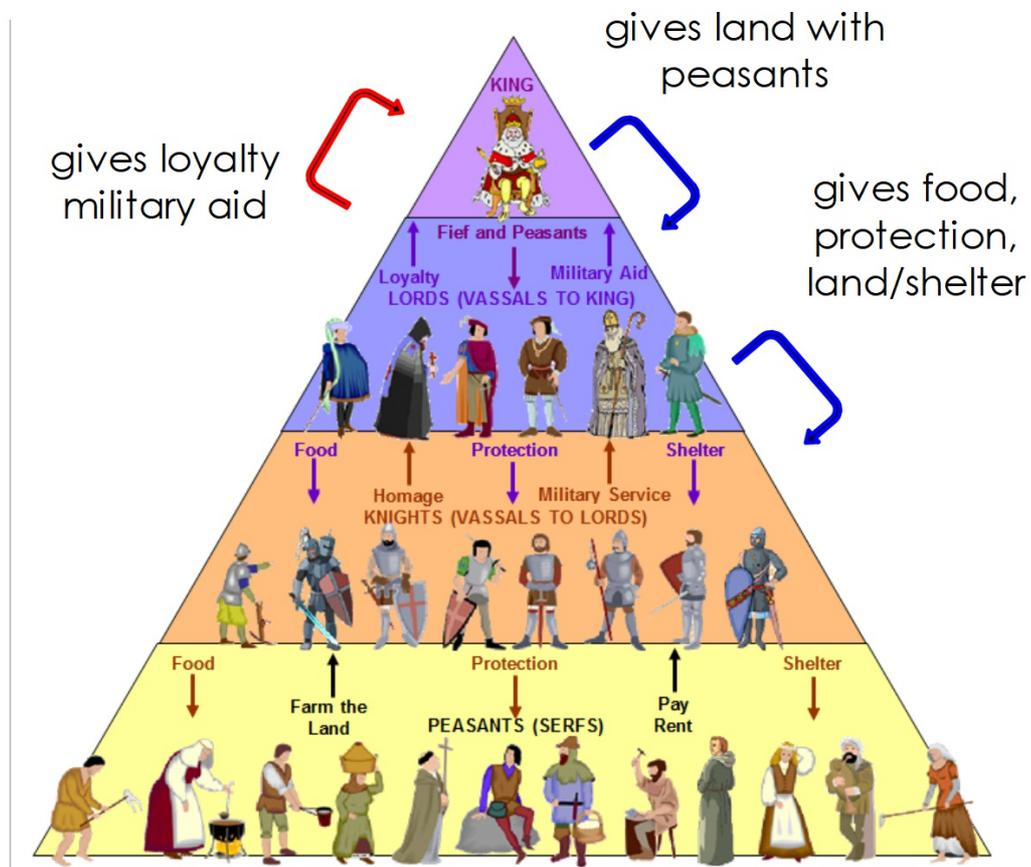 gives land with
peasants
KING
gives loyalty
military aid
gives food,
protection,
land/shelter
Fief and Peasants
Loyalty
Military Aid
LORDS (VASSALS TO KING)
Food
Protection
Shelter
Homage
Military Service
KNIGHTS (VASSALS TO LORDS)
Food
Protection
Shelter
Farm the
Land
Pay
Rent
PEASANTS (SERFS)